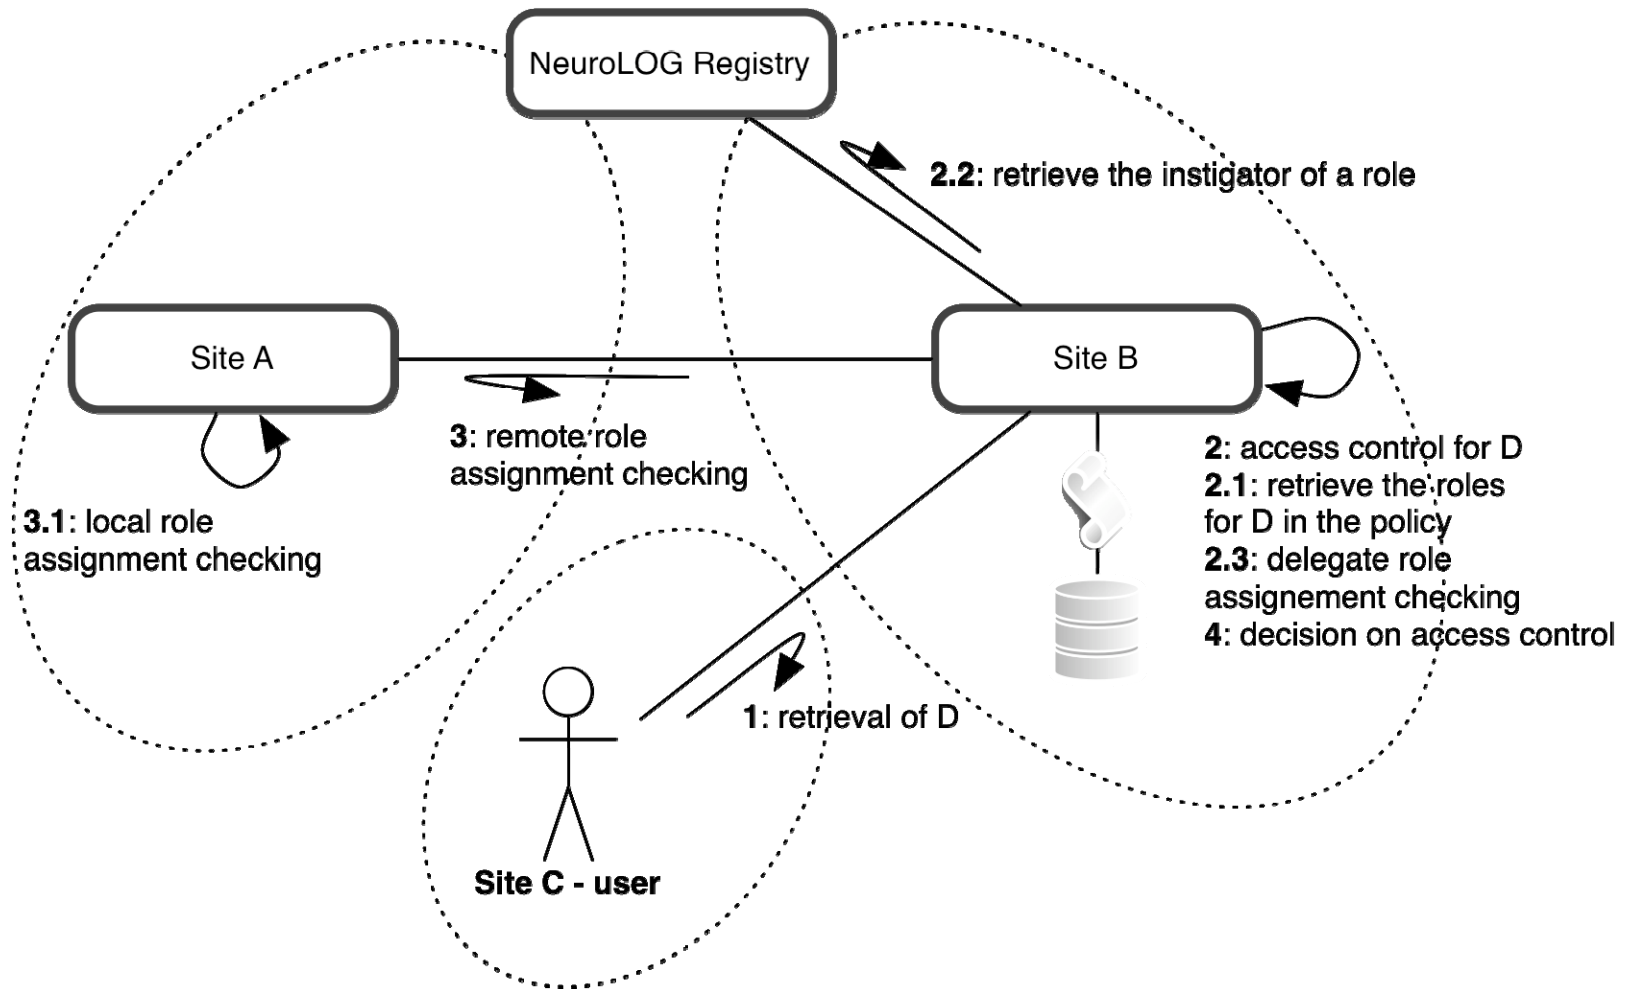 NeuroLOG Registry
2.2: retrieve the instigator of a role
Site A
Site B
3: remote role
assignment checking
3.1: local role
assignment checking
2: access control for D
2.1: retrieve the roles
for D in the policy
2.3: delegate role
assignement checking
4: decision on access control
1: retrieval of D
Site C - user